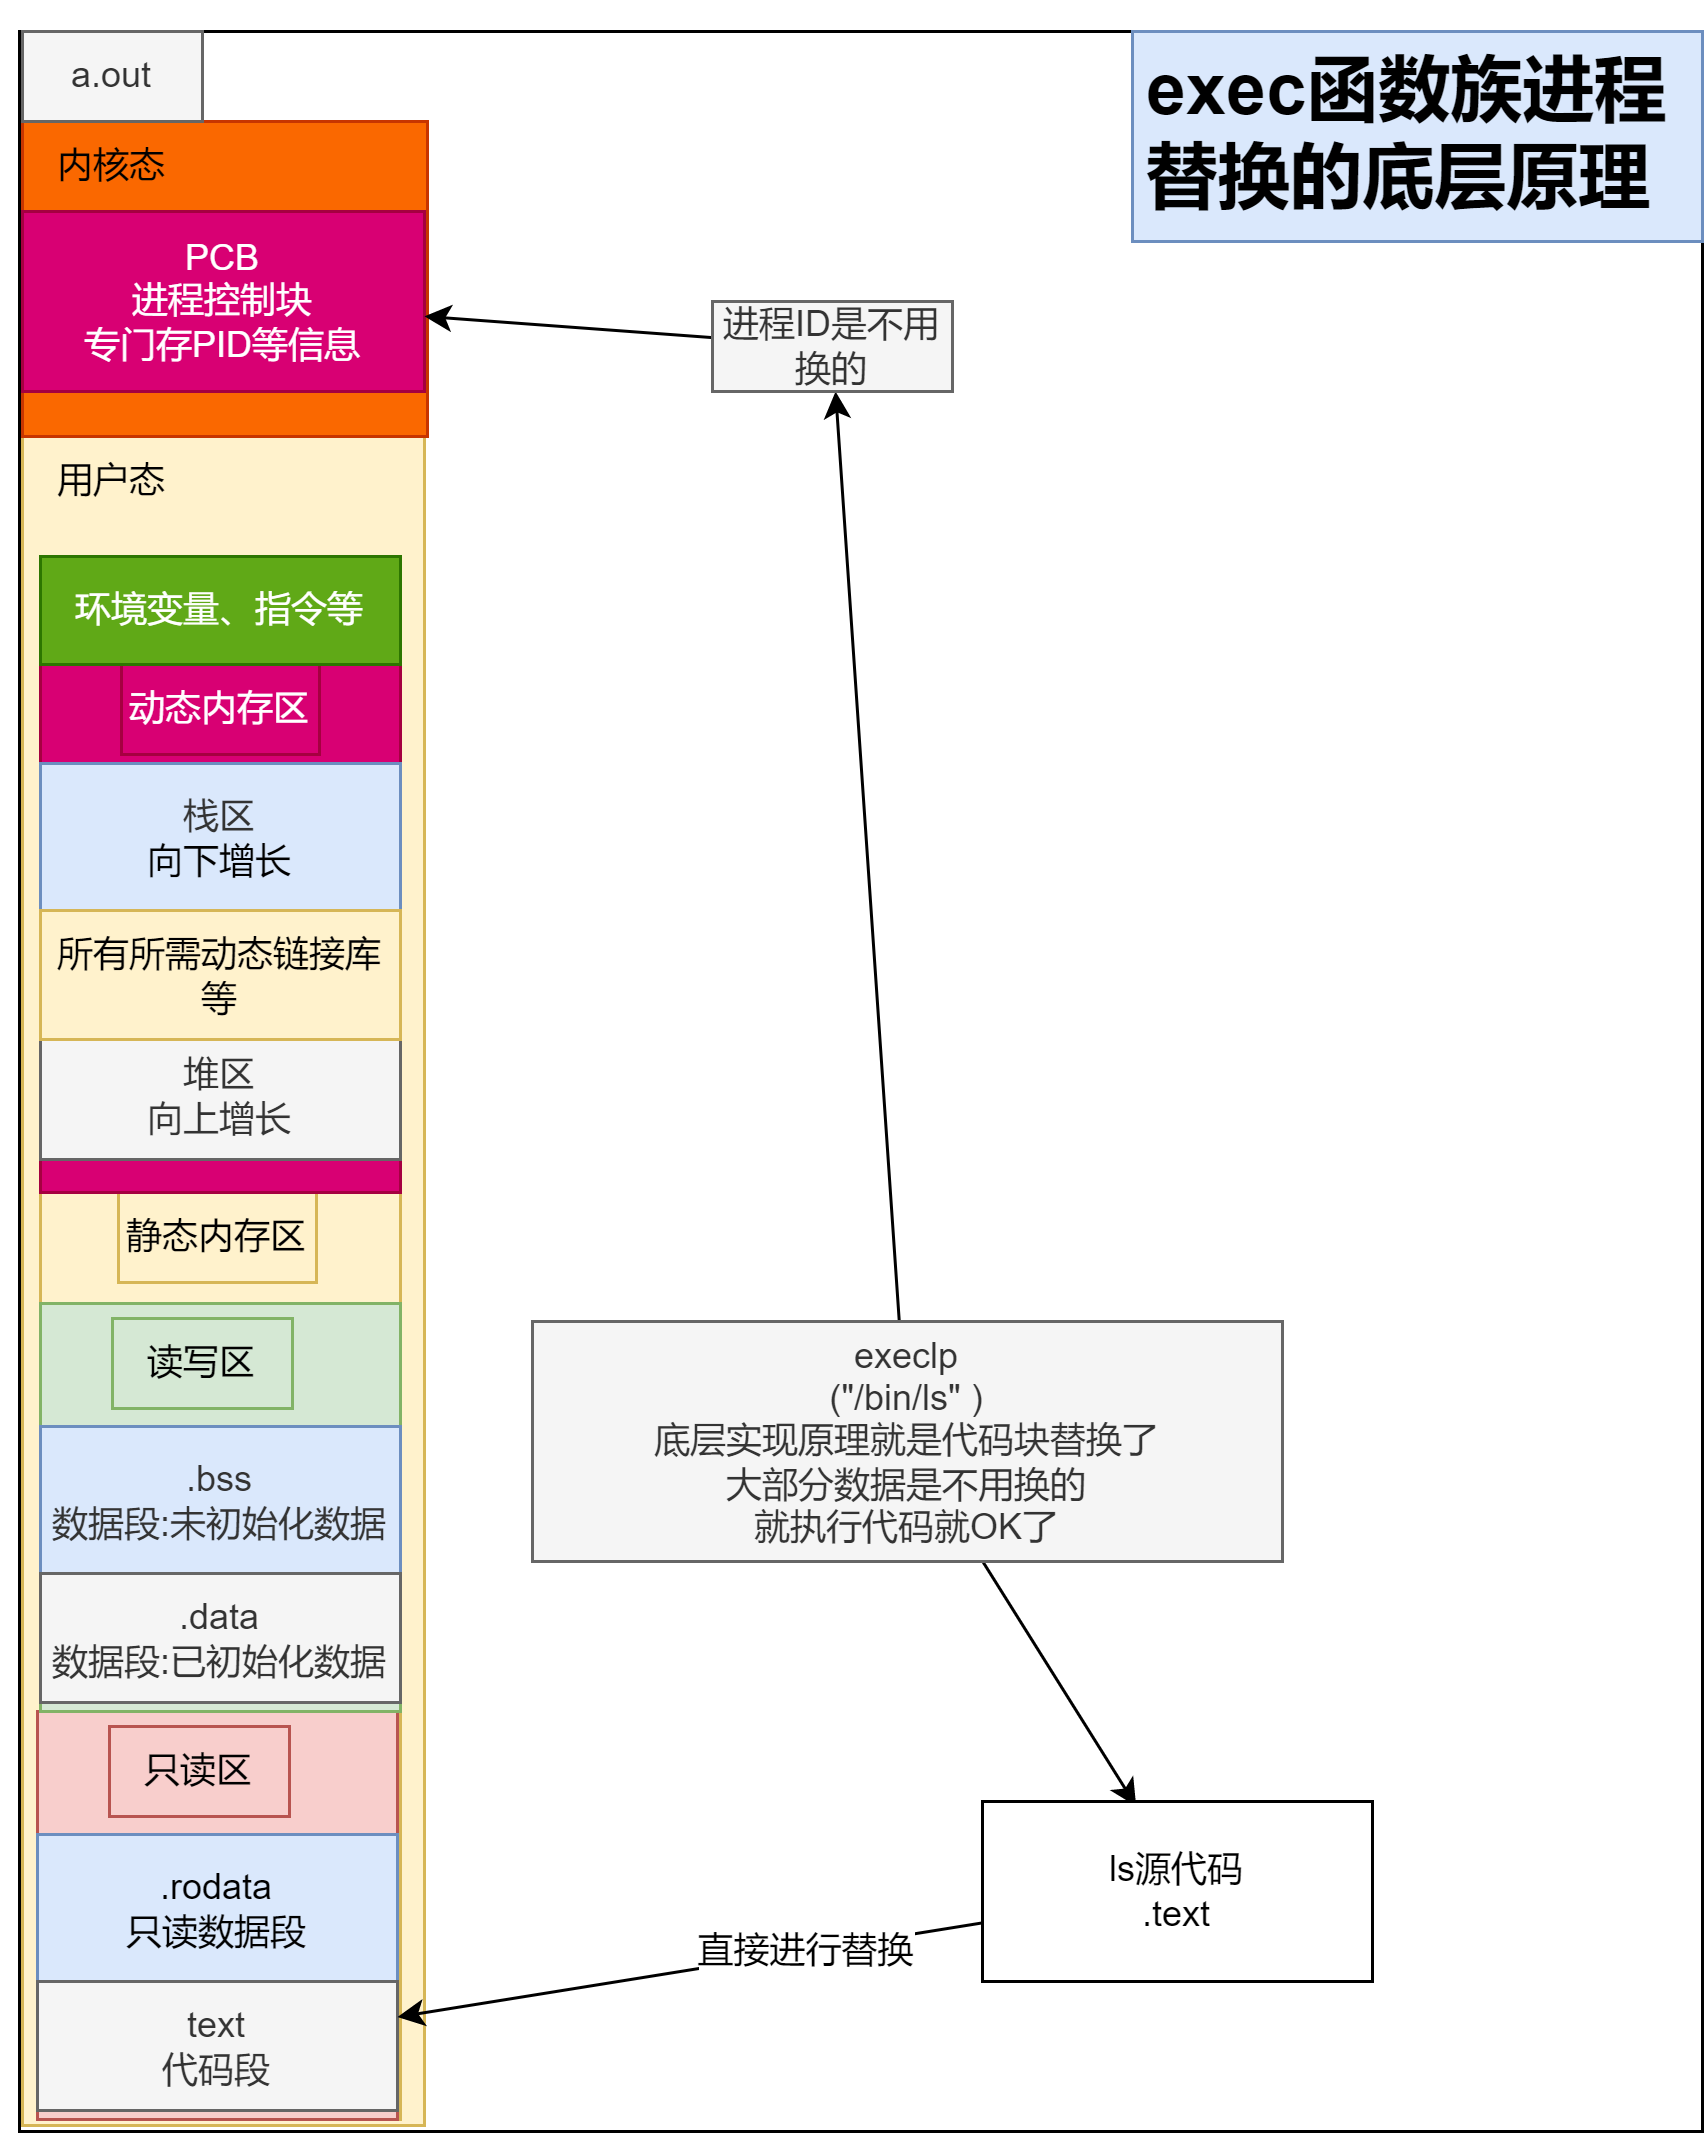 a.out
exec函数族进程
替换的底层原理
内核态
PCB
进程控制块
专门存PID等信息
进程ID是不用
换的
用户态
环境变量、指令等
动态内存区
栈区
向下增长
所有所需动态链接库
等
堆区
向上增长
静态内存区
读写区
execlp
("/bin/ls" )
底层实现原理就是代码块替换了
大部分数据是不用换的
就执行代码就OK了
.bss
数据段:未初始化数据
.data
数据段:已初始化数据
只读区
.rodata
只读数据段
ls源代码
.text
直接进行替换
text
代码段